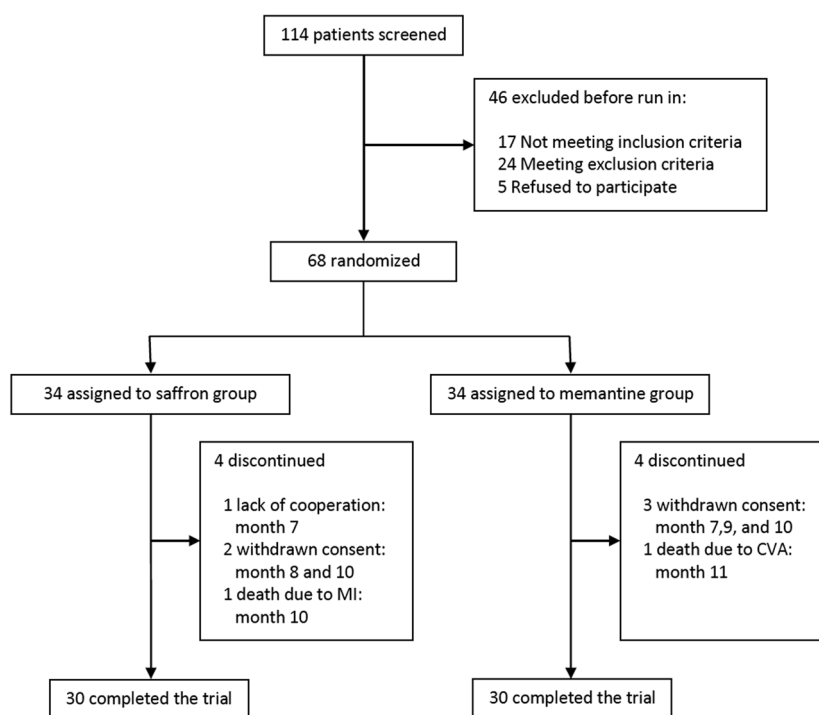 114 patients screened
46 excluded before run in:
17 Not meeting inclusion criteria
24 Meeting exclusion criteria
5 Refused to participate
68 randomized
34 assigned to saffron group
34 assigned to memantine group
4 discontinued
1 lack of cooperation:
month 7
2 withdrawn consent:
month 8 and 10
1 death due to MI:
month 10
4 discontinued
3 withdrawn consent:
month 7,9, and 10
1 death due to CVA:
month 11
30 completed the trial
30 completed the trial